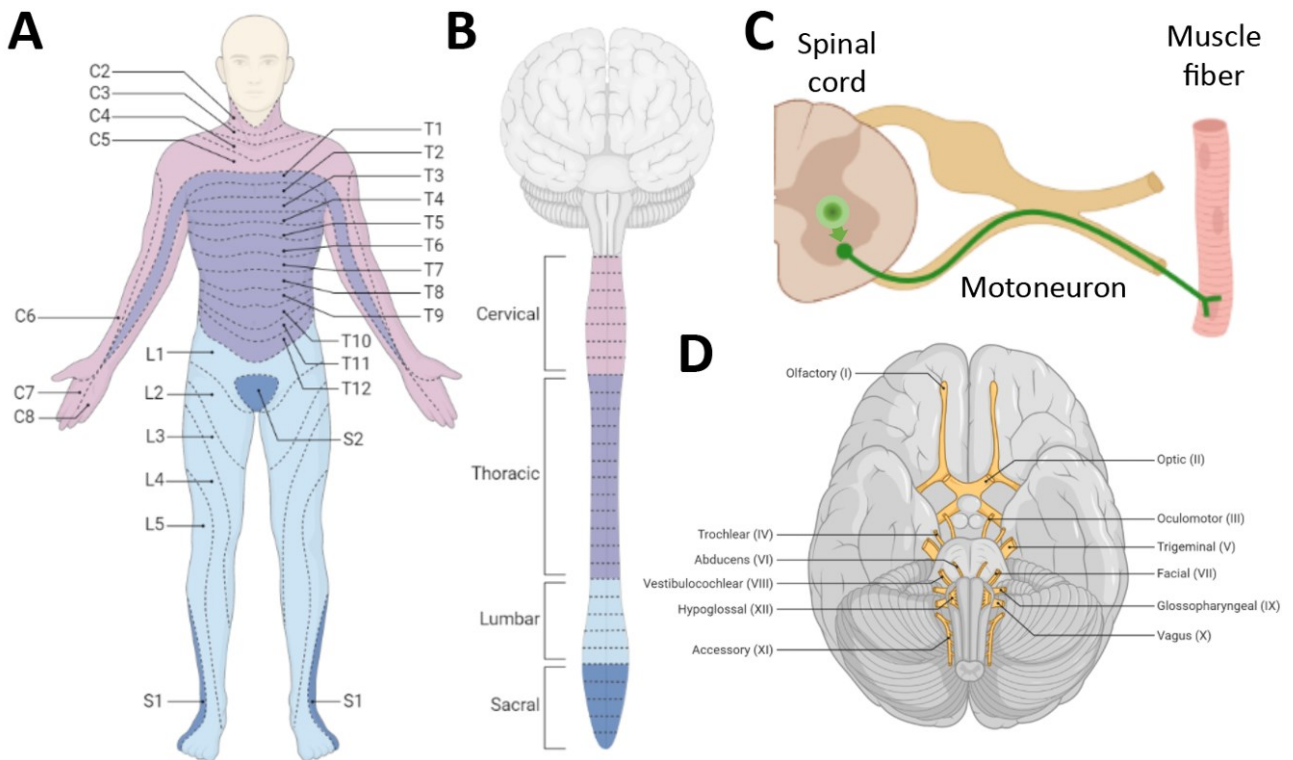 A
C2
C3
C4
C5
T1
T2
T3
T4
T5
T6
T7
T8
T9
T10
T11
T12
C6
C7
C8
L1
L2
L3
L4
L5
S2
S1
S1
B
Cervical
Thoracic
Lumbar
Sacral
C
Spinal
cord
Muscle
fiber
Motoneuron
D
Olfactory (I)
Optic (II)
Oculomotor (III)
Trochlear (IV)
Trigeminal (V)
Abducens (VI)
Facial (VII)
Vestibulocochlear (VIII)
Hypoglossal (XII)
Glossopharyngeal (IX)
Vagus (X)
Accessory (XI)